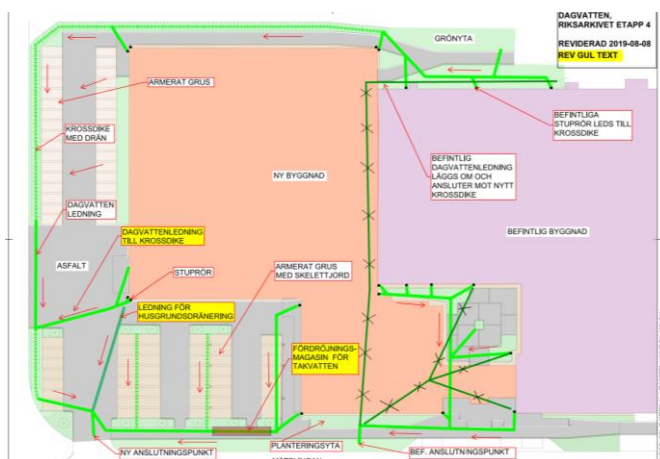 DAGVATTEN,
RIKSARKIVET ETAPP 4
REVIDERAD 2019-08-08
REV GUL TEXT
GRÖNYTA
ARMERAT GRUS
KROSSDIKE
MED DRÄN
BEFINTLIGA
STUPRÖR LEDS TILL
KROSSDIKE
BEFINTLIG
DAGVATTENLEDNING
LÄGGS OM OCH
ANSLUTER MOT NYTT
KROSSDIKE
NY BYGGNAD
DAGVATTEN
LEDNING
DAGVATTENLEDNING
TILL KROSSDIKE
BEFINTLIG BYGGNAD
ASFALT
STUPRÖR
ARMERAT GRUS
MED SKELETTJORD
LEDNING FÖR
HUSGRUNDSDRÄNERING
FÖRDRÖJNINGS-
MAGASIN FÖR
TAKVATTEN
PLANTERINGSYTA
NY ANSLUTNINGSPUNKT
BEF. ANSLUTNINGSPUNKT